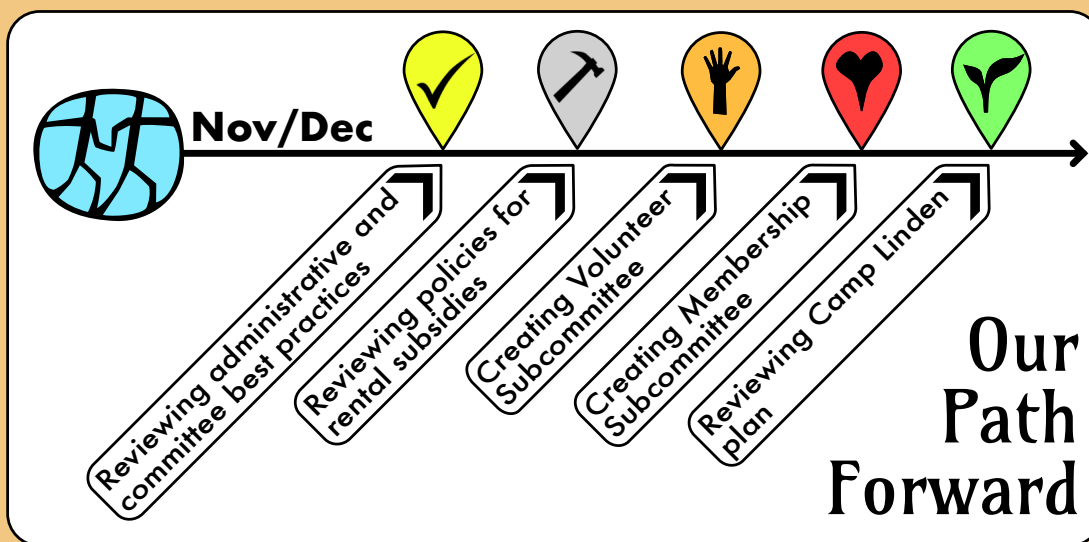 Nov/Dec
Reviewing administrative and
committee best practices
Reviewing policies for
rental subsidies
Creating Volunteer
Subcommittee
Creating Membership
Subcommittee
Reviewing Camp Linden
plan
Our
Path
Forward